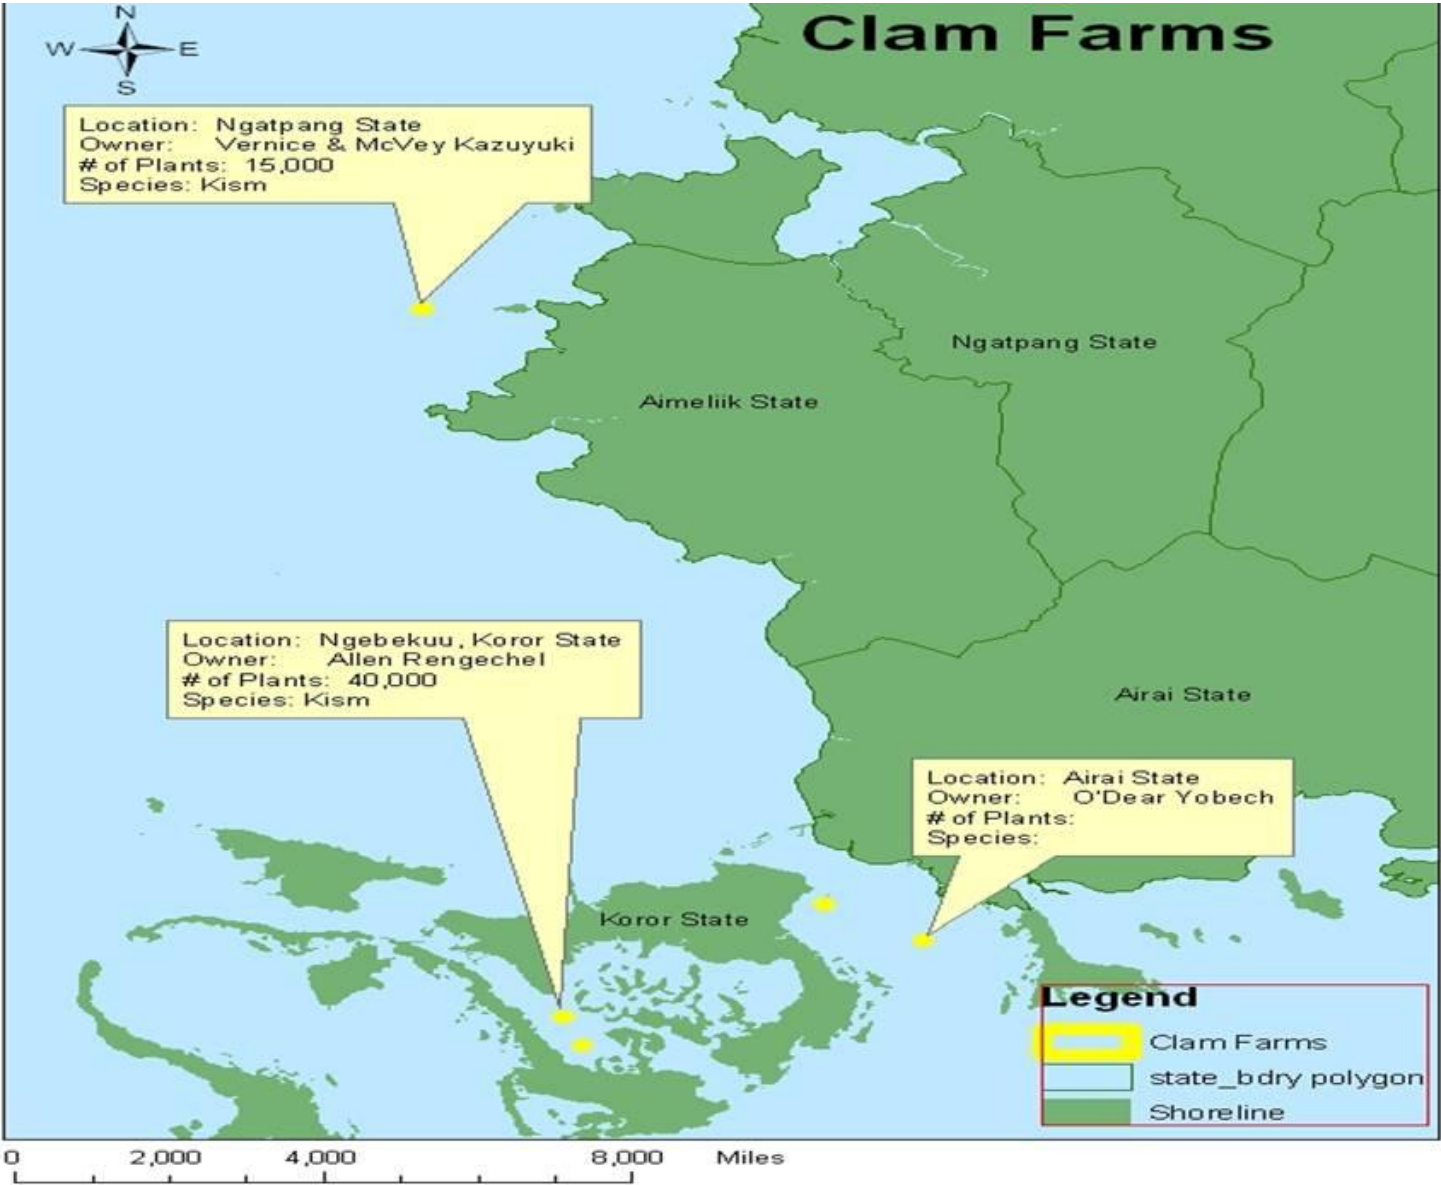 Clam Farms
N
W E
S
Location: Ngatpang State
Owner: Vernice & McVey Kazuyuki
# of Plants: 15,000
Species: Kism
Ngatpang State
Aimeliik State
Location: Ngebekuu, Koror State
Owner: Allen Rengechel
# of Plants: 40,000
Species: Kism
Airai State
Location: Airai State
Owner: O'Dear Yobech
# of Plants:
Species:
Koror State
Legend
Clam Farms
state_bdry polygon
Shoreline
0 2,000 4,000 8,000 Miles